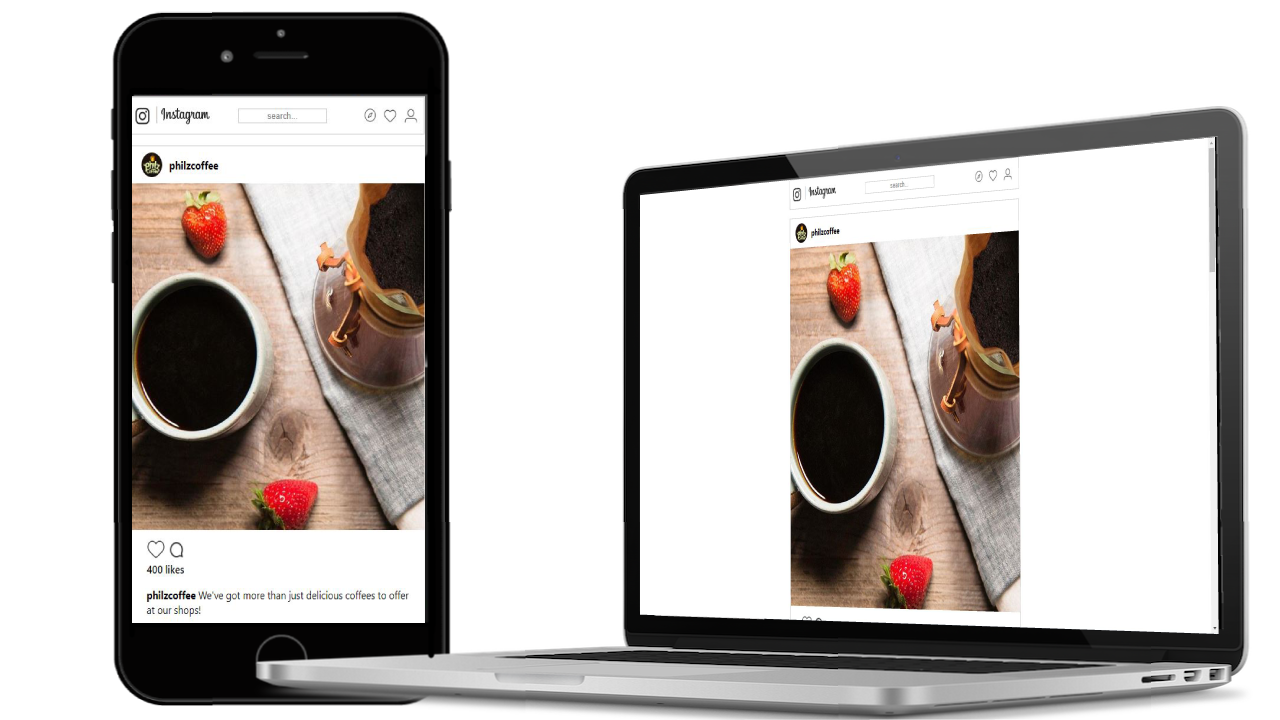 Instagram
search...
philzcoffee
400 likes
philzcoffee We've got more than just delicious coffees to offer
at our shops!
Instagram
search...
philzcoffee